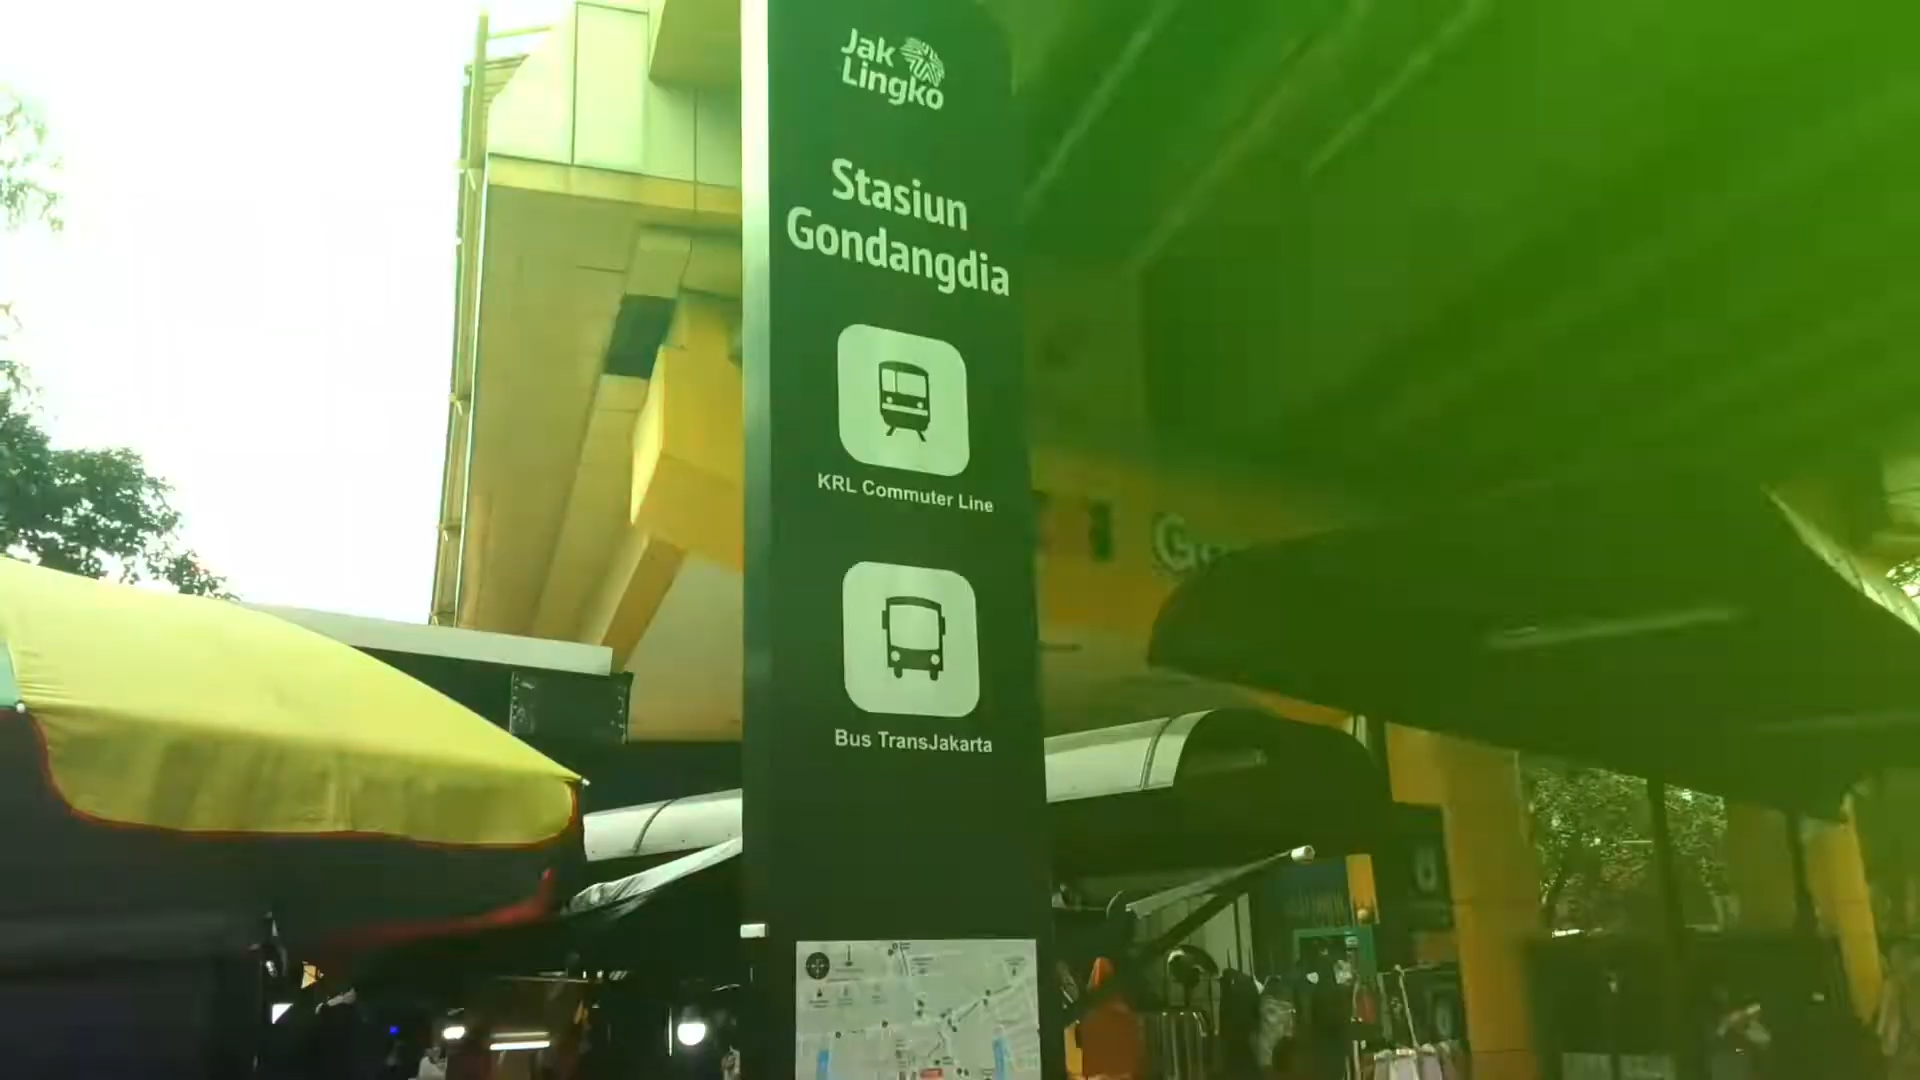 Jak
Lingko
Stasiun
Gondangdia
KRL Commuter Line
Bus TransJakarta